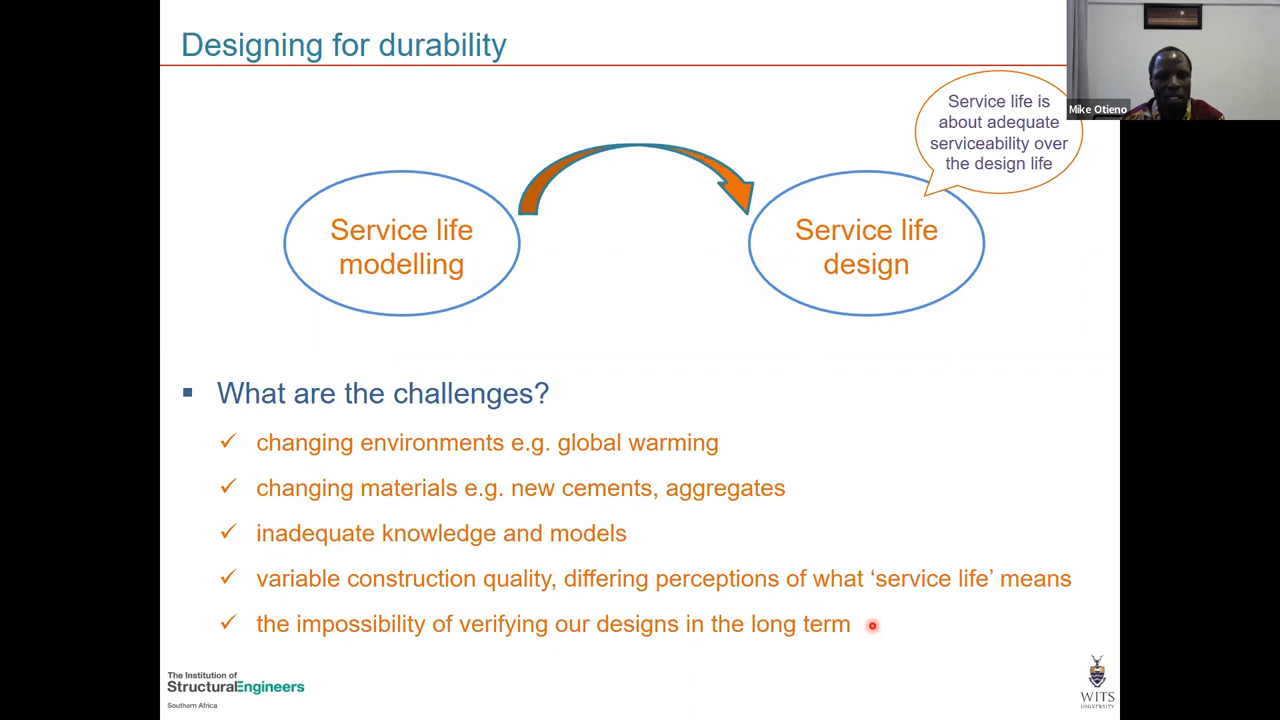 Designing for durability
Mike Otieno
Service life is
about adequate
serviceability over
the design life
Service life
modelling
Service life
design
What are the challenges?
changing environments e.g. global warming
changing materials e.g. new cements, aggregates
inadequate knowledge and models
variable construction quality, differing perceptions of what ‘service life’ means
the impossibility of verifying our designs in the long term
The Institution of
StructuralEngineers
Southern Africa
WITS
UNIVERSITY